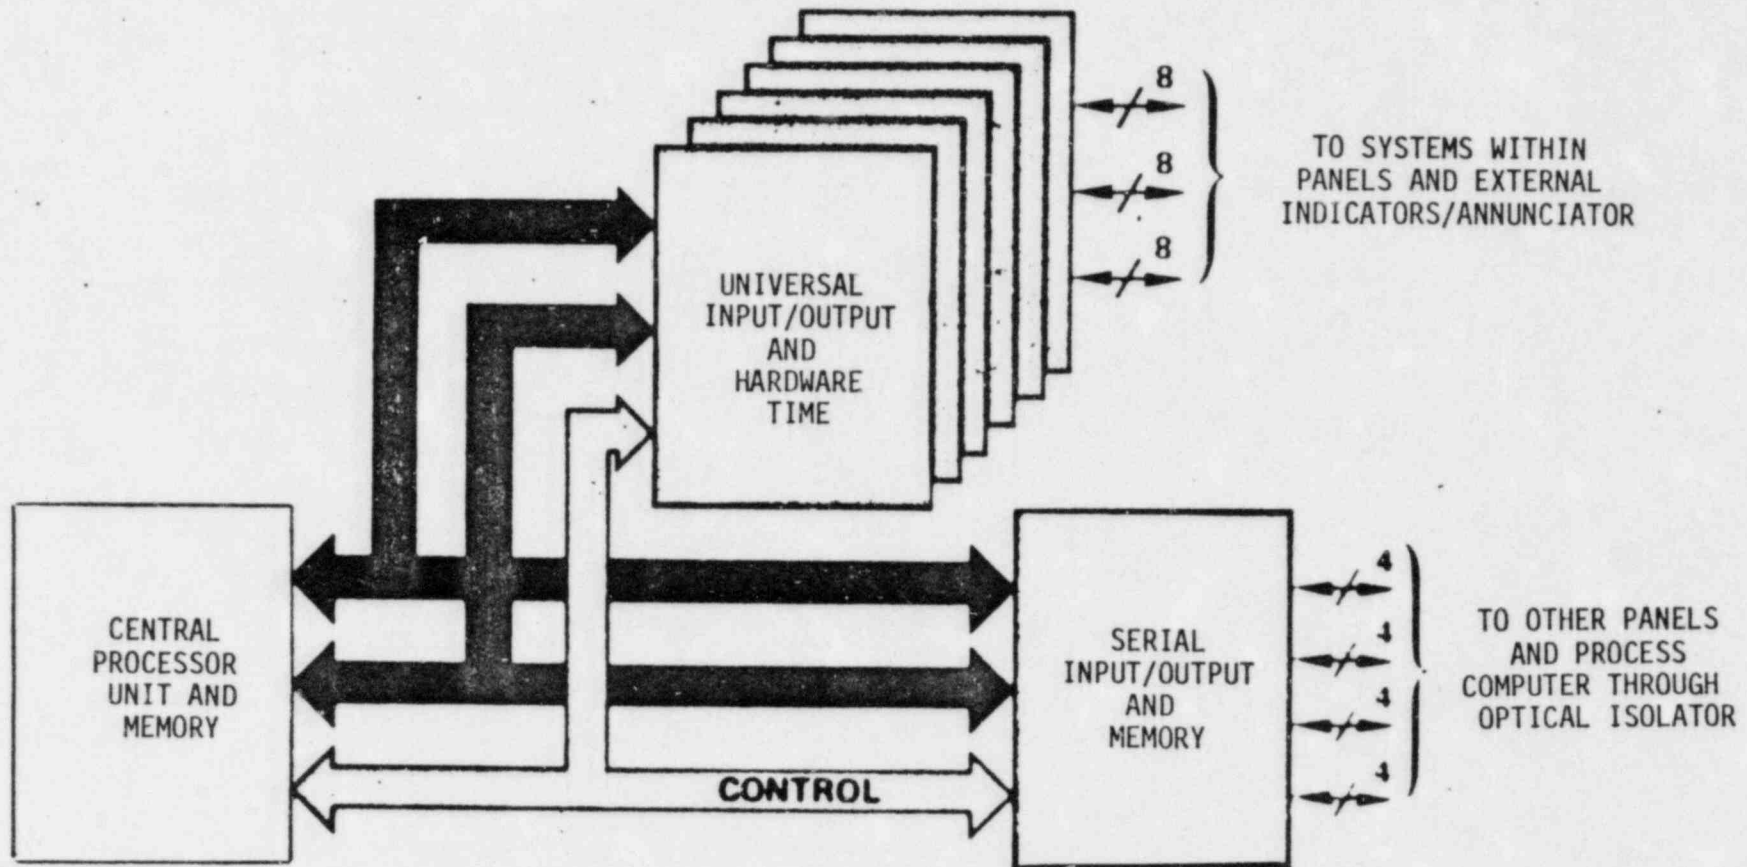 8
8
8
TO SYSTEMS WITHIN
PANELS AND EXTERNAL
INDICATORS/ANNUNCIATOR
UNIVERSAL
INPUT/OUTPUT
AND
HARDWARE
TIME
CENTRAL
PROCESSOR
UNIT AND
MEMORY
CONTROL
SERIAL
INPUT/OUTPUT
AND
MEMORY
4
4
4
4
TO OTHER PANELS
AND PROCESS
COMPUTER THROUGH
OPTICAL ISOLATOR